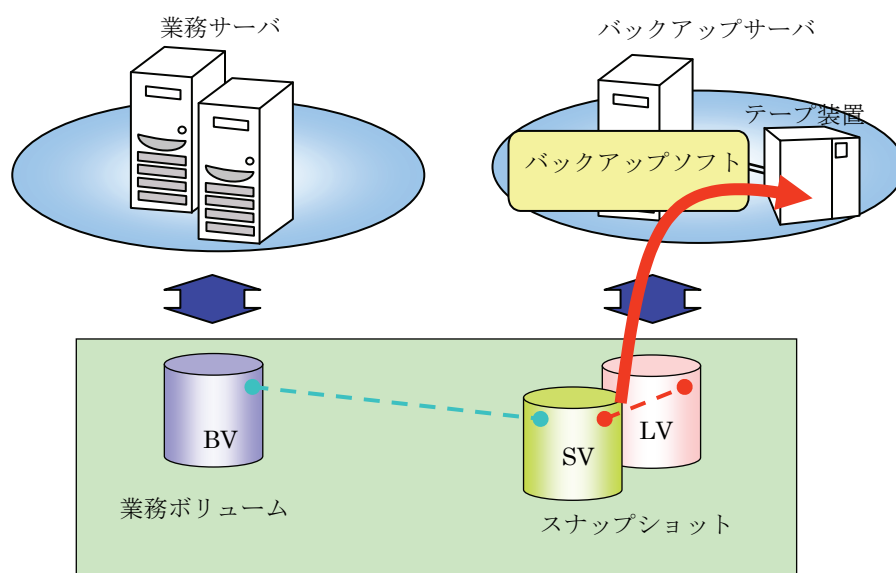 業務サーバ
バックアップサーバ
テープ装置
バックアップソフト
BV
SV
LV
業務ボリューム
スナップショット